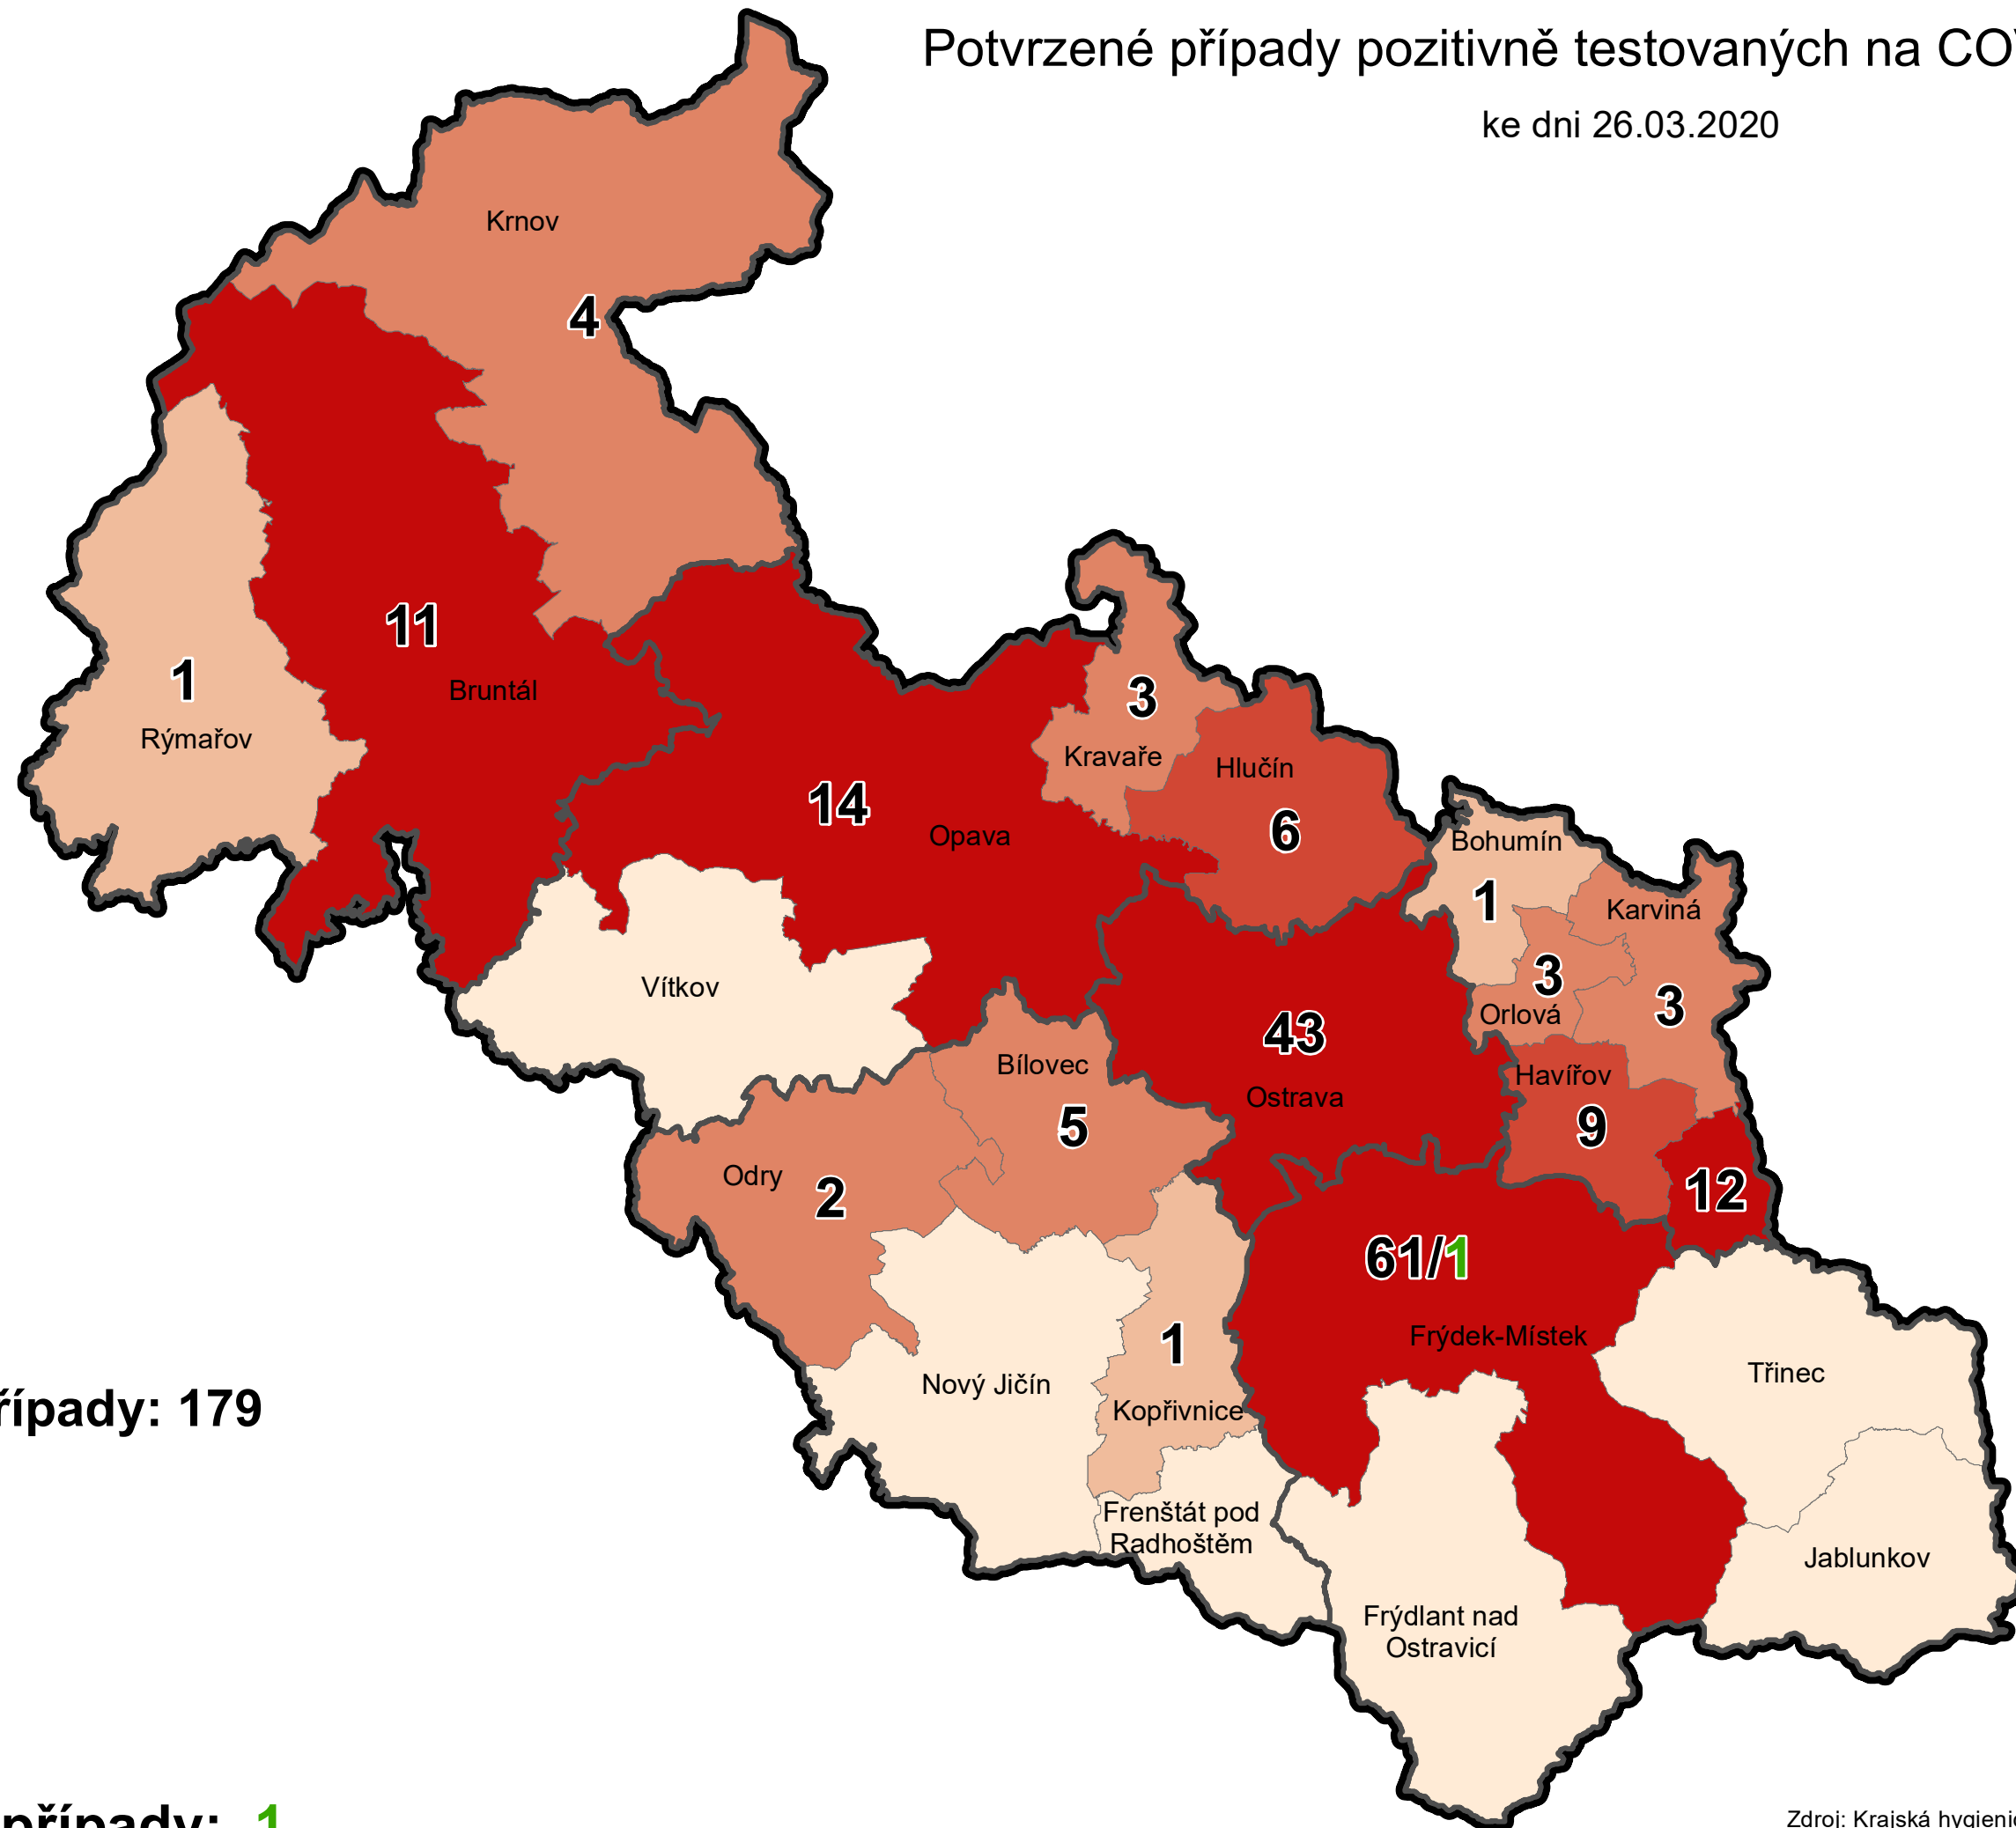 Potvrzené případy pozitivně testovaných na
ke dni 26.03.2020
Krnov
4
11
Bruntál
1
Rýmařov
3
Kravaře
Hlučín
6
14
Opava
Bohumín
1
Karviná
3
3
Orlová
Vítkov
43
Ostrava
Bílovec
5
Havířov
9
12
Odry
2
61/1
Frýdek-Místek
1
Kopřivnice
Nový Jičín
Třinec
179
Frenštát pod
Radhoštěm
Jablunkov
Frýdlant nad
Ostravicí
případy: 1
Zdroj: Krajská